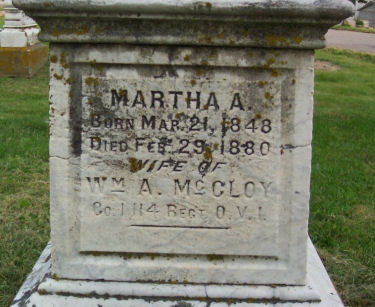 MARTHA A.
BORN MAR. 21, 1848
DIED FEB. 29, 1880
WIFE OF
WM A. MCCLOY
CO. I 114 REGT. O. V. I.